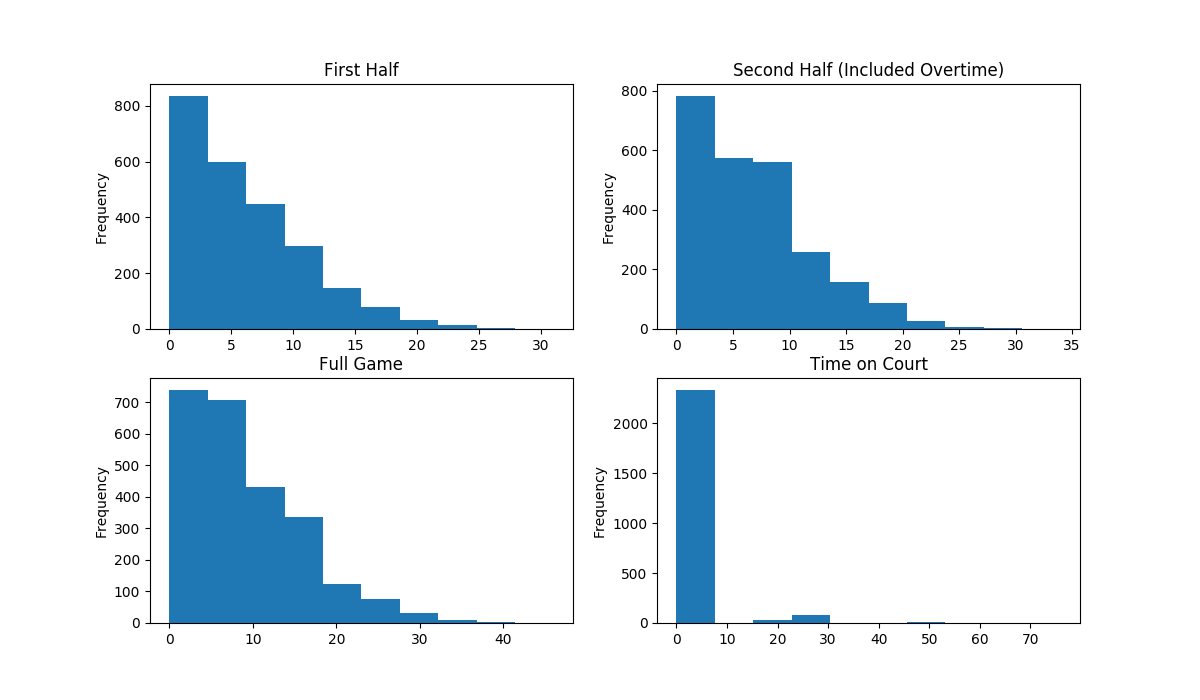 First Half
Frequency
800
600
400
200
0
0 5 10 15 20 25 30
Second Half (Included Overtime)
Frequency
800
600
400
200
0
0 5 10 15 20 25 30 35
Full Game
Frequency
700
600
500
400
300
200
100
0
0 10 20 30 40
Time on Court
Frequency
2000
1500
1000
500
0
0 10 20 30 40 50 60 70